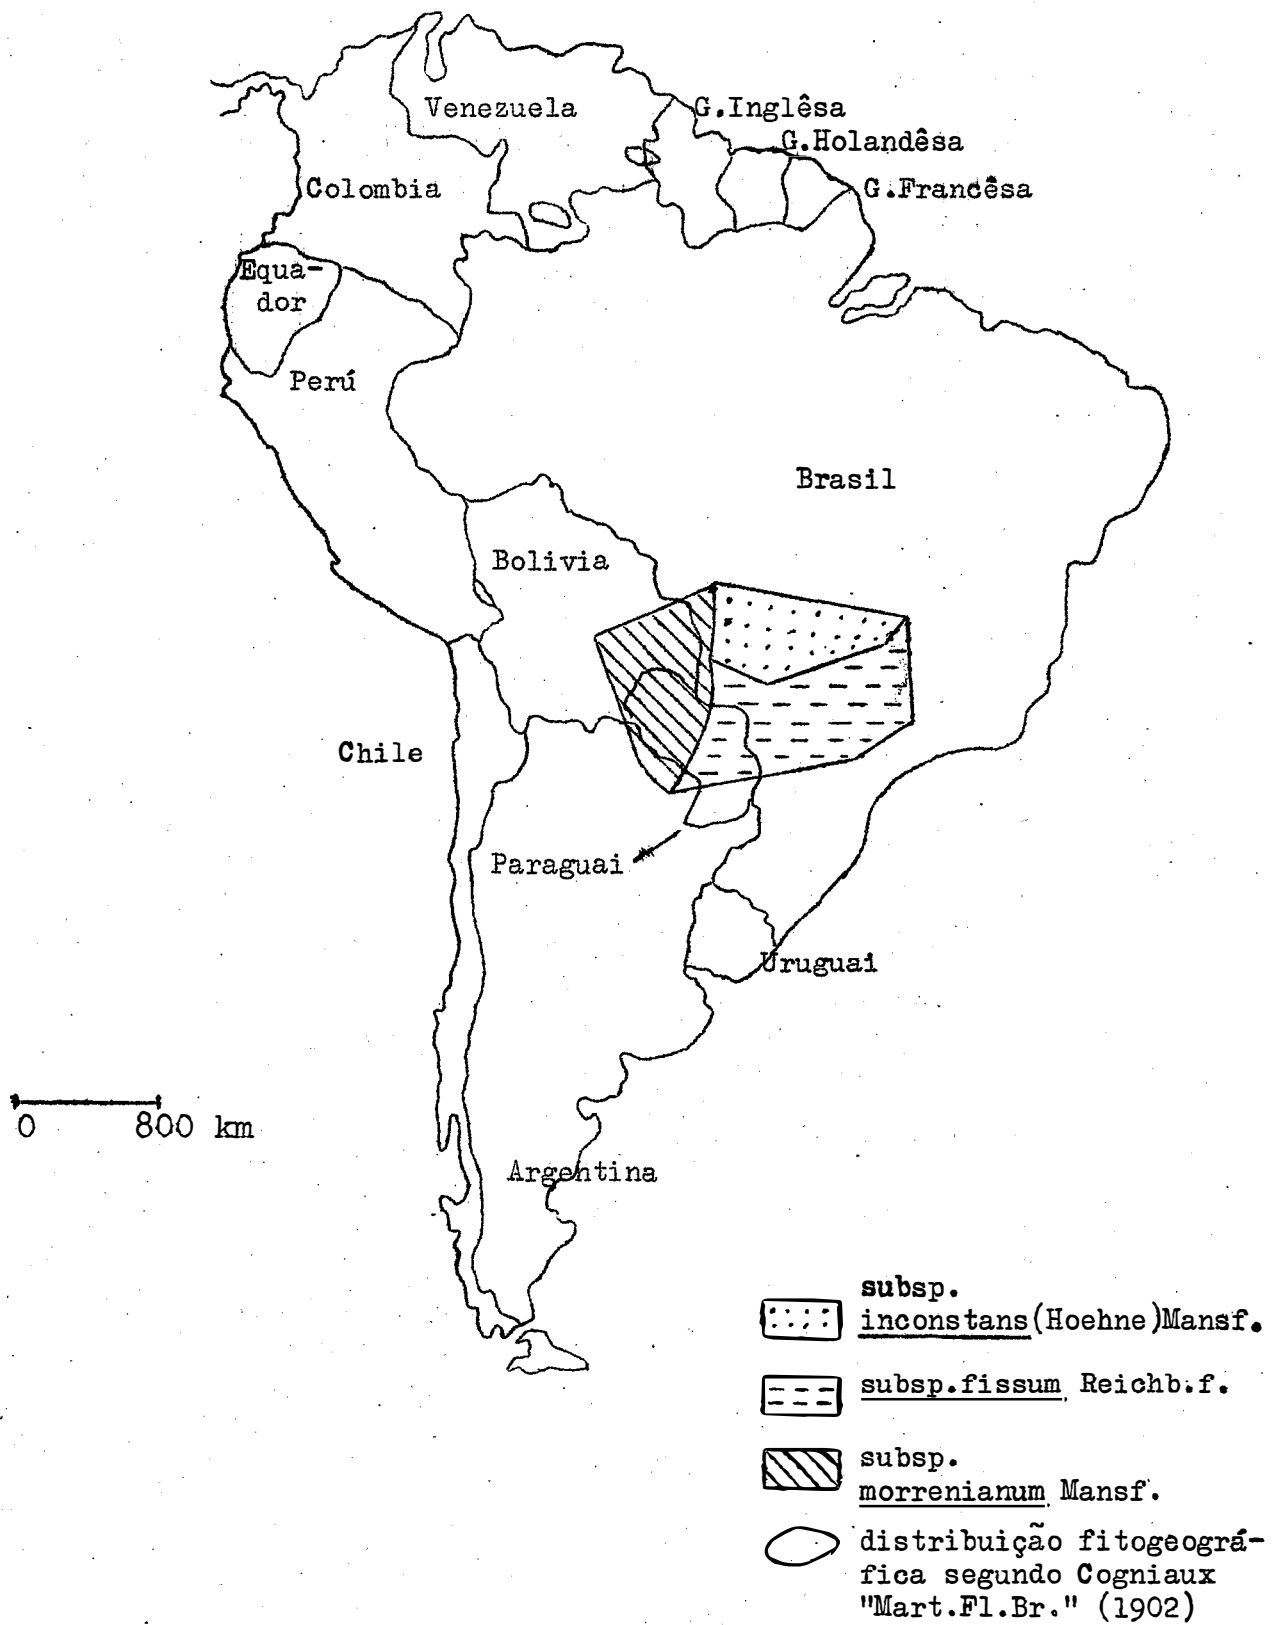 Venezuela
G.Inglêsa
G.Holandêsa
Colombia
G.Francêsa
Equa-
dor
Perú
Brasil
Bolivia
Chile
Paraguai
Uruguai
0 800 km
Argentina
subsp.
inconstans(Hoehne)Mansf.
subsp.fissum Reichb.f.
subsp.
morrenianum Mansf.
distribuição fitogeográ-
fica segundo Cogniaux
"Mart.Fl.Br." (1902)